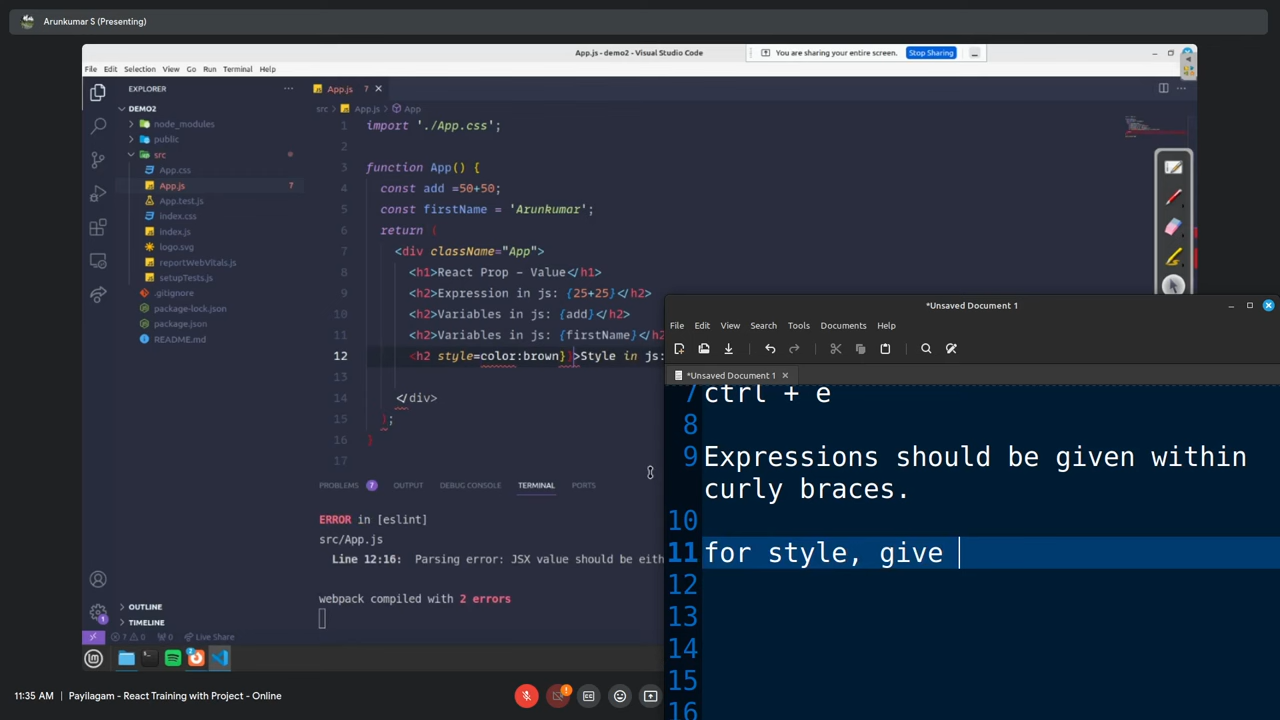 Arunkumar S (Presenting)
App.js - demo2 - Visual Studio Code
You are sharing your entire screen. Stop Sharing
File Edit Selection View Go Run Terminal Help
EXPLORER
App.js 7
DEMO2
src App.js App
node_modules
public
src
App.css
App.js 7
App.test.js
index.css
index.js
logo.svg
reportWebVitals.js
setupTests.js
.gitignore
package-lock.json
package.json
README.md
1 import './App.css';
2
3 function App() {
4 const add =50+50;
5 const firstName = 'Arunkumar';
6 return (
7 <div className="App">
8 <h1>React Prop - Value</h1>
9 <h2>Expression in js: {25+25}</h2>
10 <h2>Variables in js: {add}</h2>
11 <h2>Variables in js: {firstName}</h2
12 <h2 style=color:brown}}>Style in js:
13
14 </div>
15 );
16 }
17
PROBLEMS 7 OUTPUT DEBUG CONSOLE TERMINAL PORTS
ERROR in [eslint]
src/App.js
Line 12:16: Parsing error: JSX value should be eith
webpack compiled with 2 errors
OUTLINE
TIMELINE
1
7 0 0 Live Share
2
*Unsaved Document 1
File Edit View Search Tools Documents Help
*Unsaved Document 1
7 ctrl + e
8
9 Expressions should be given within
curly braces.
10
11 for style, give
12
13
14
15
16
11:35 AM | Payilagam - React Training with Project - Online